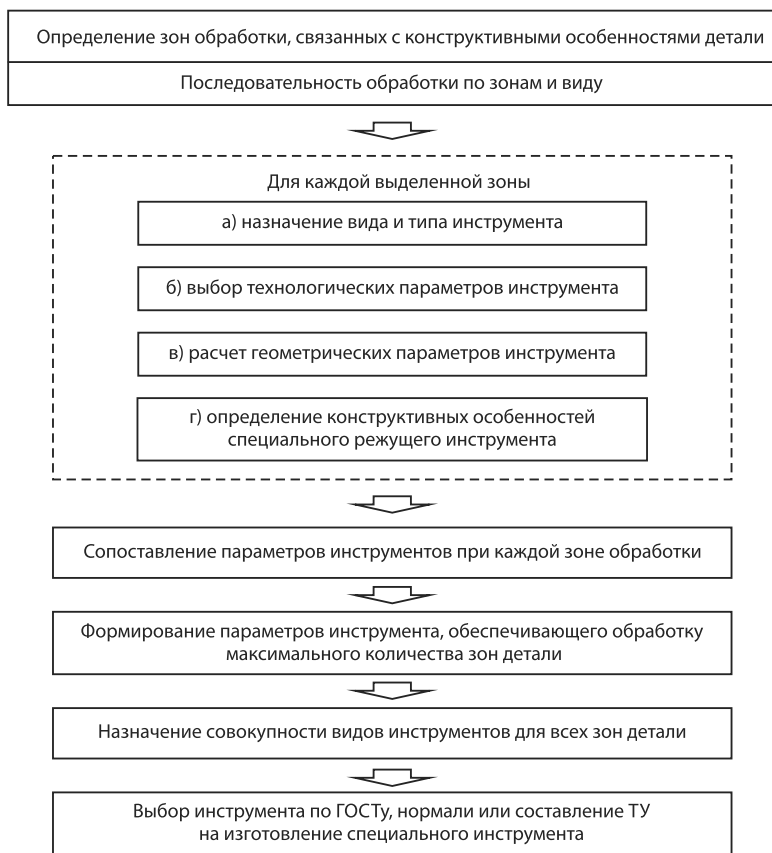 Определение зон обработки, связанных с конструктивными особенностями детали
Последовательность обработки по зонам и виду
Для каждой выделенной зоны
а) назначение вида и типа инструмента
б) выбор технологических параметров инструмента
в) расчет геометрических параметров инструмента
г) определение конструктивных особенностей
специального режущего инструмента
Сопоставление параметров инструментов при каждой зоне обработки
Формирование параметров инструмента, обеспечивающего обработку
максимального количества зон детали
Назначение совокупности видов инструментов для всех зон детали
Выбор инструмента по ГОСТу, нормали или составление ТУ
на изготовление специального инструмента